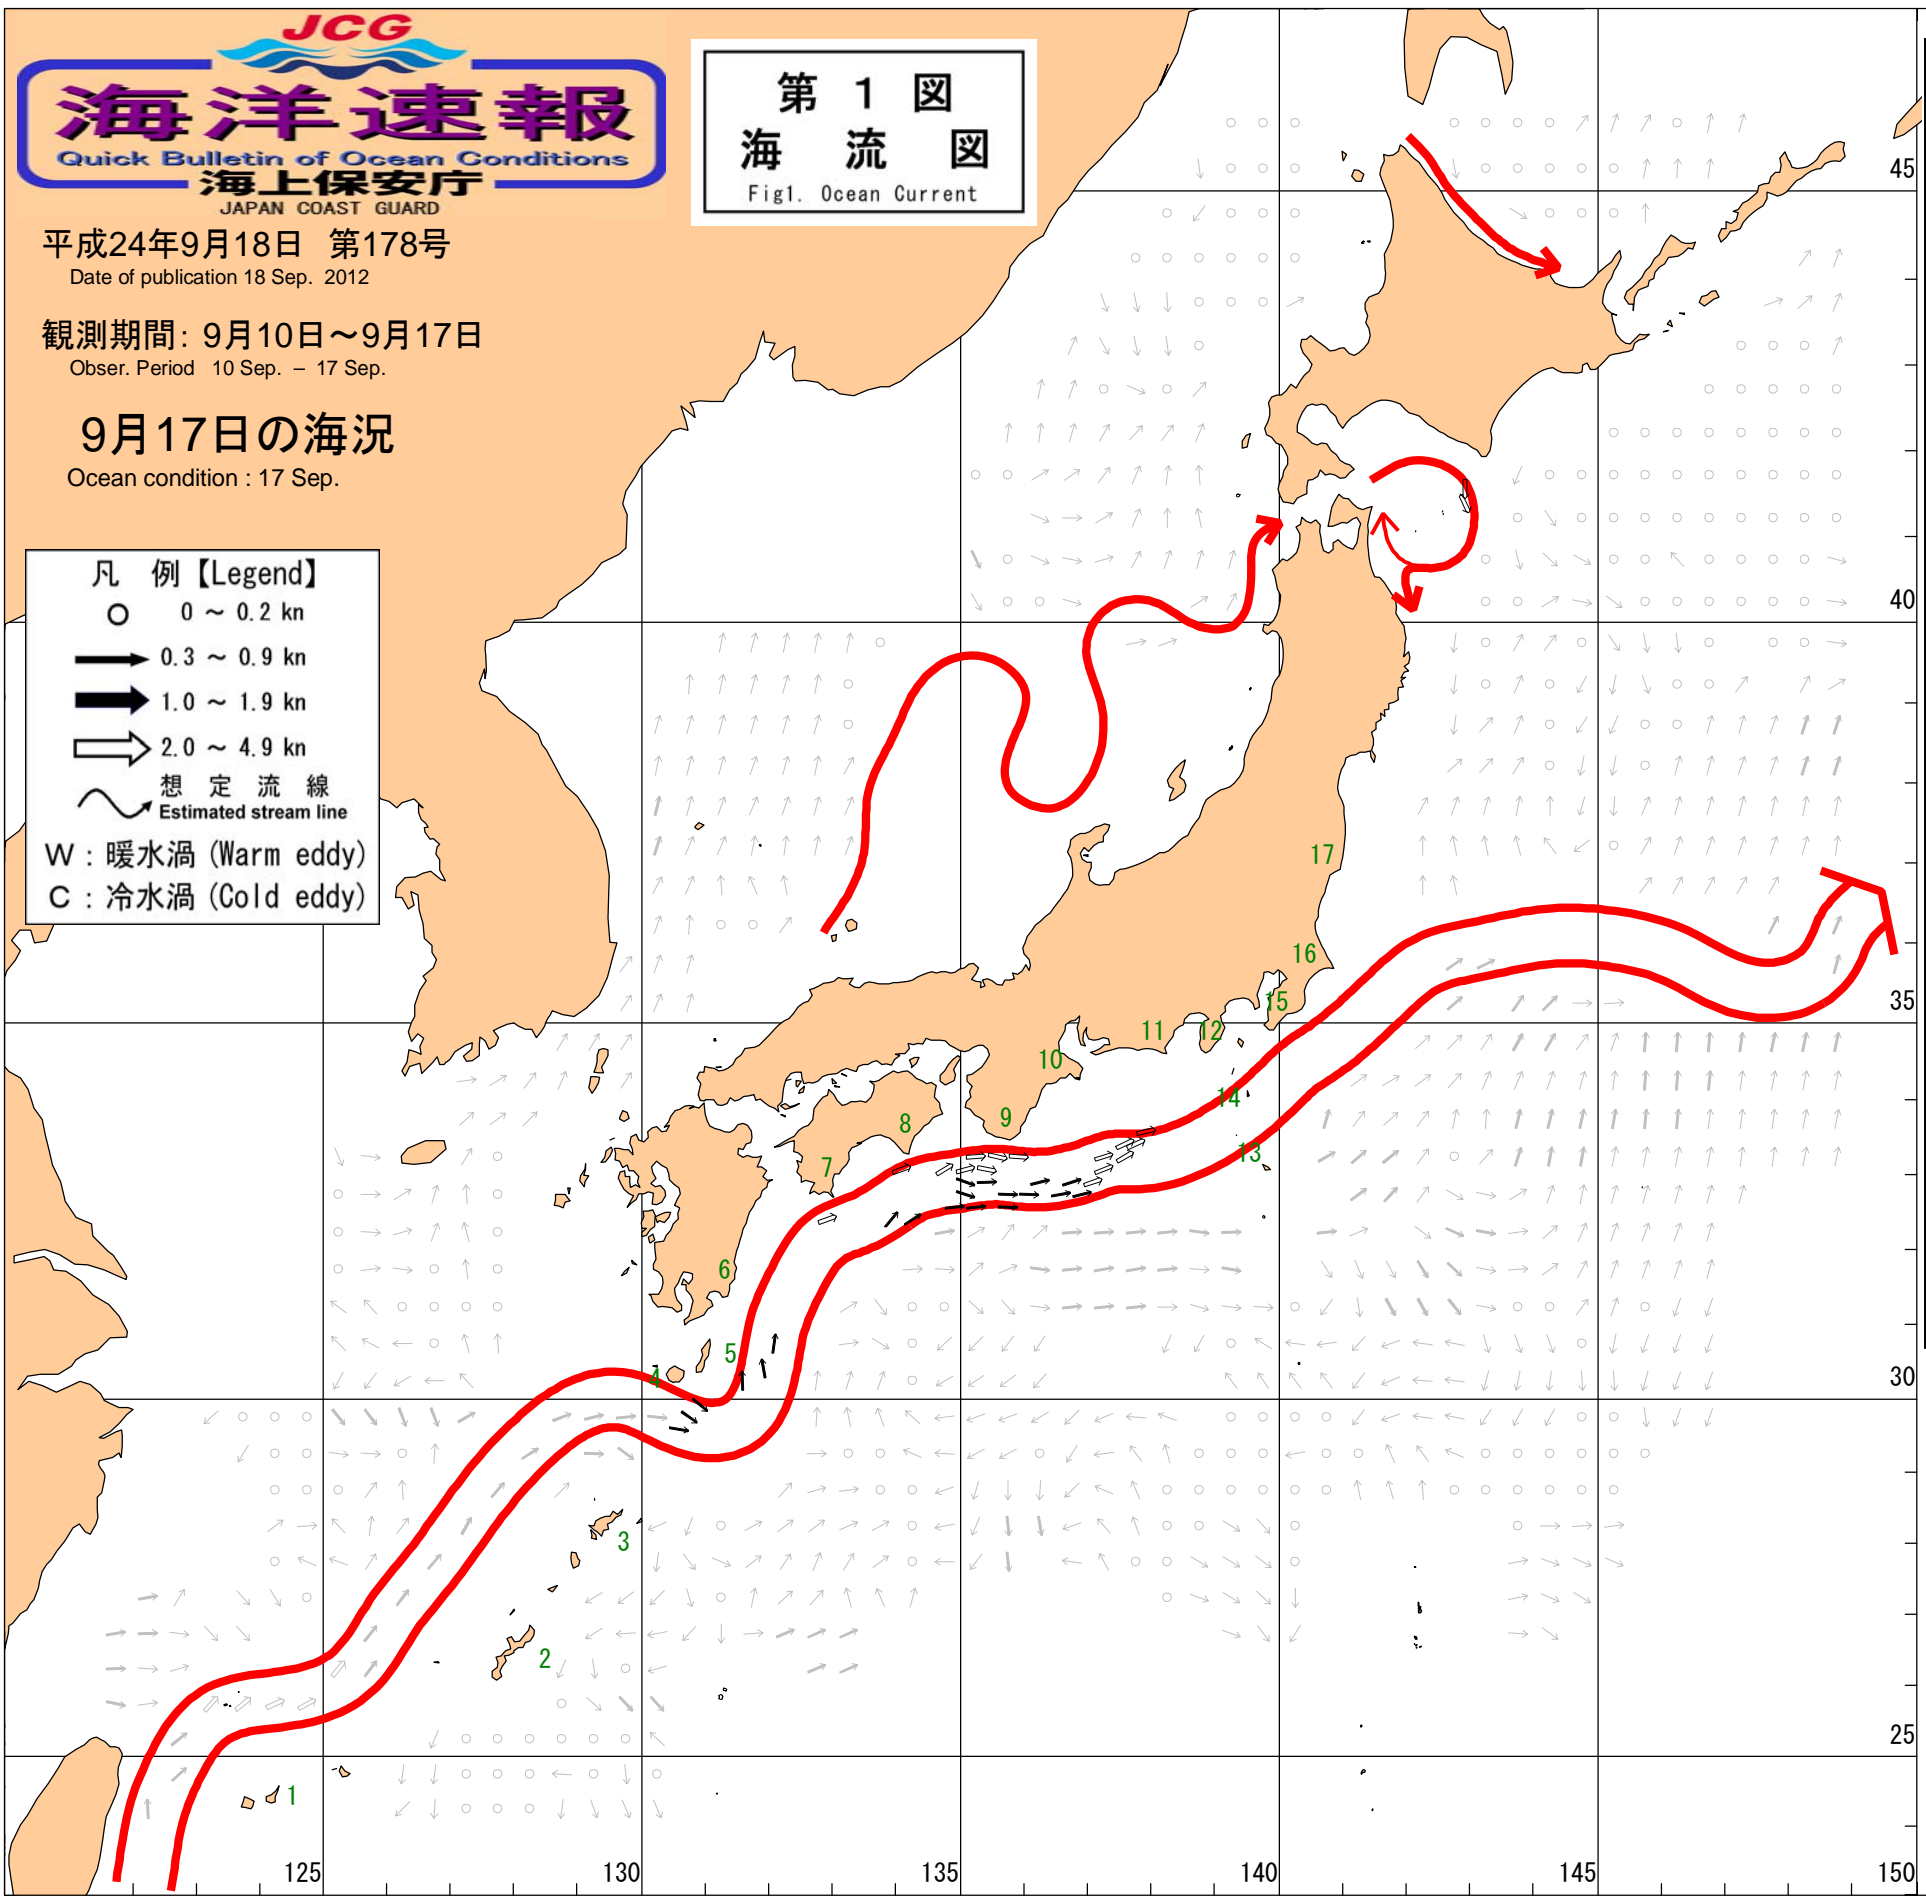 JCG
海洋速報
Quick Bulletin of Ocean Conditions
海上保安庁
JAPAN COAST GUARD
第 1 図
海 流 図
Fig1. Ocean Current
平成24年9月18日 第178号
Date of publication 18 Sep. 2012
観測期間: 9月10日～9月17日
Obser. Period 10 Sep. – 17 Sep.
9月17日の海況
Ocean condition : 17 Sep.
凡 例【Legend】
0 ～ 0.2 kn
0.3 ～ 0.9 kn
1.0 ～ 1.9 kn
2.0 ～ 4.9 kn
想 定 流 線
Estimated stream line
W : 暖水渦 (Warm eddy)
C : 冷水渦 (Cold eddy)
45
40
35
30
25
17
16
15
12
11
10
14
9
8
13
7
6
5
4
3
2
1
125
130
135
140
145
150